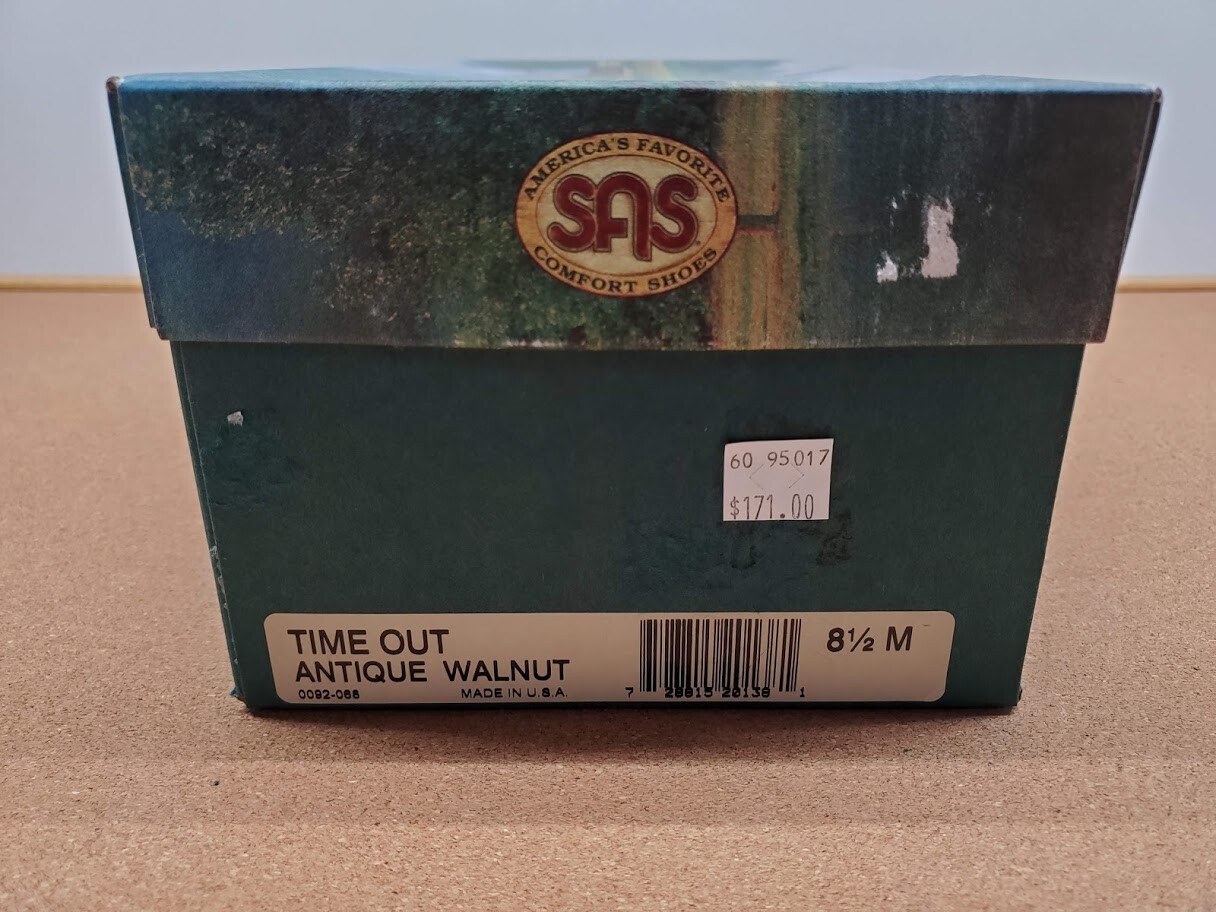 AMERICA'S FAVORITE
SAS
COMFORT SHOES
60 95017
$171.00
TIME OUT
ANTIQUE WALNUT
8½ M
0092-068 MADE IN U.S.A.
7 28815 20138 1